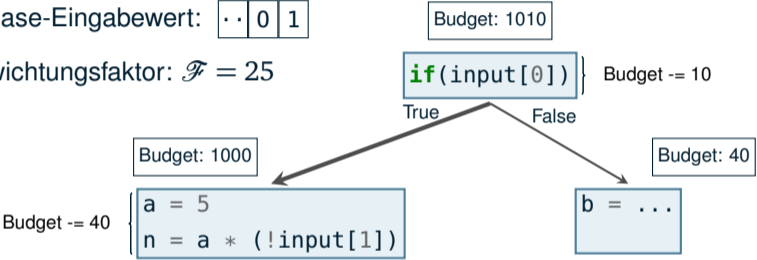 ase-Eingabewert: ·· 0 1
Budget: 1010
wichtungsfaktor: ℱ = 25
if(input[0])
Budget -= 10
True
False
Budget: 1000
Budget: 40
Budget -= 40
a = 5
n = a * (!input[1])
b = ...